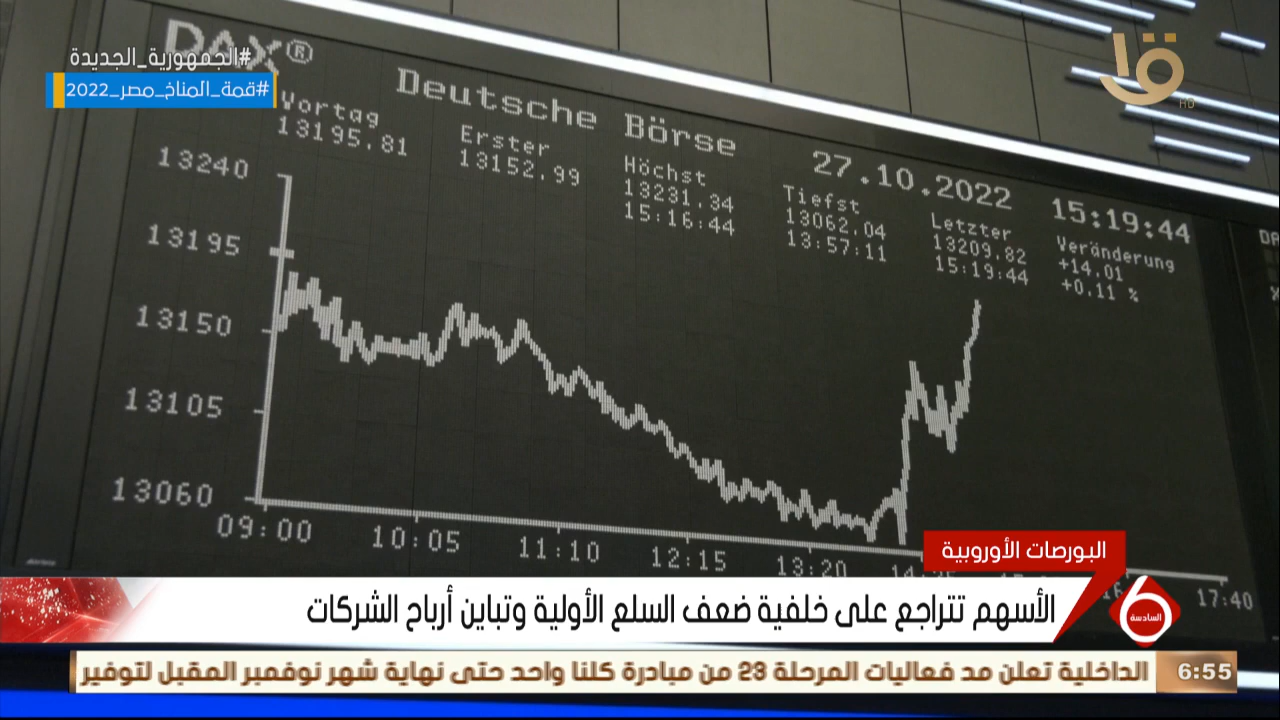 #الجمهورية_الجديدة
#قمة_المناخ_مصر_2022
HD
DAX®
Deutsche Börse
27.10.2022 15:19:44
Vortag
13195.81
Erster
13152.99
Höchst
13231.34
15:16:44
Tiefst
13062.04
13:57:11
Letzter
13209.82
15:19:44
Veränderung
+14.01
+0.11 %
13240
13195
13150
13105
13060
09:00 10:05 11:10 12:15 13:20 17:40
البورصات الأوروبية
الأسهم تتراجع على خلفية ضعف السلع الأولية وتباين أرباح الشركات
السادسة
6:55
الداخلية تعلن مد فعاليات المرحلة 23 من مبادرة كلنا واحد حتى نهاية شهر نوفمبر المقبل لتوفير